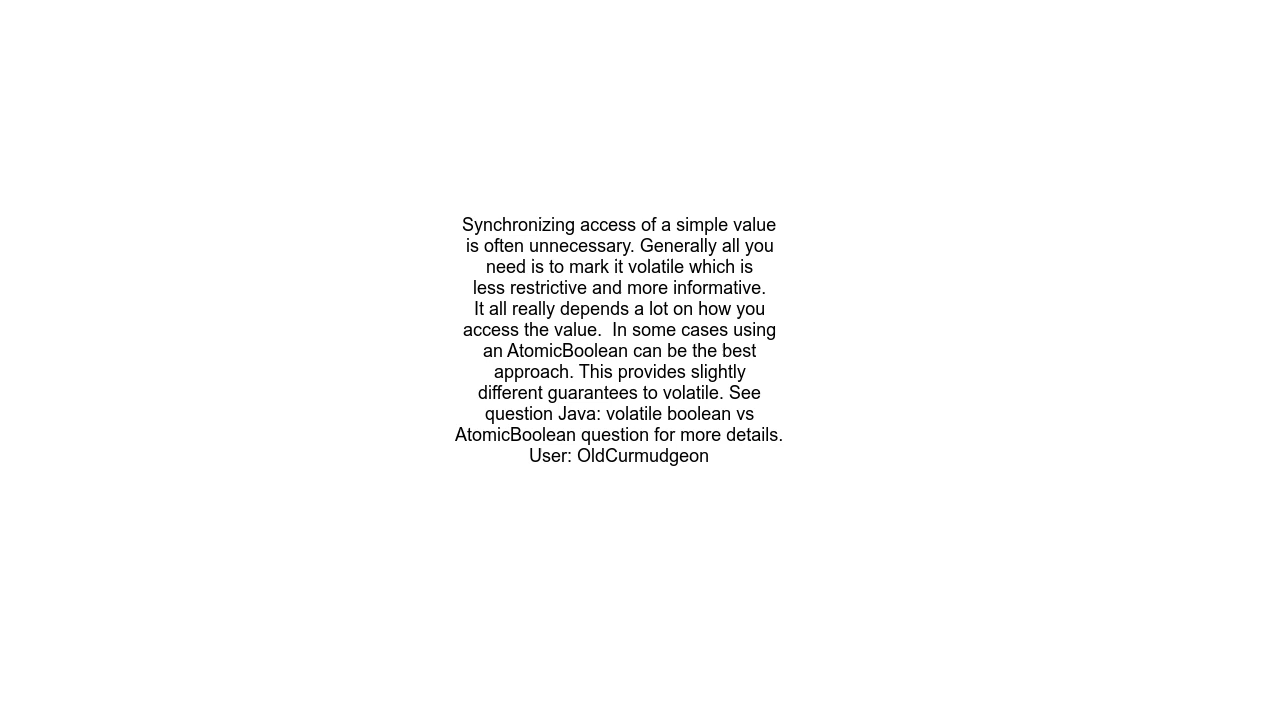 Synchronizing access of a simple value
is often unnecessary. Generally all you
need is to mark it volatile which is
less restrictive and more informative.
It all really depends a lot on how you
access the value.  In some cases using
an AtomicBoolean can be the best
approach. This provides slightly
different guarantees to volatile. See
question Java: volatile boolean vs
AtomicBoolean question for more details.
User: OldCurmudgeon